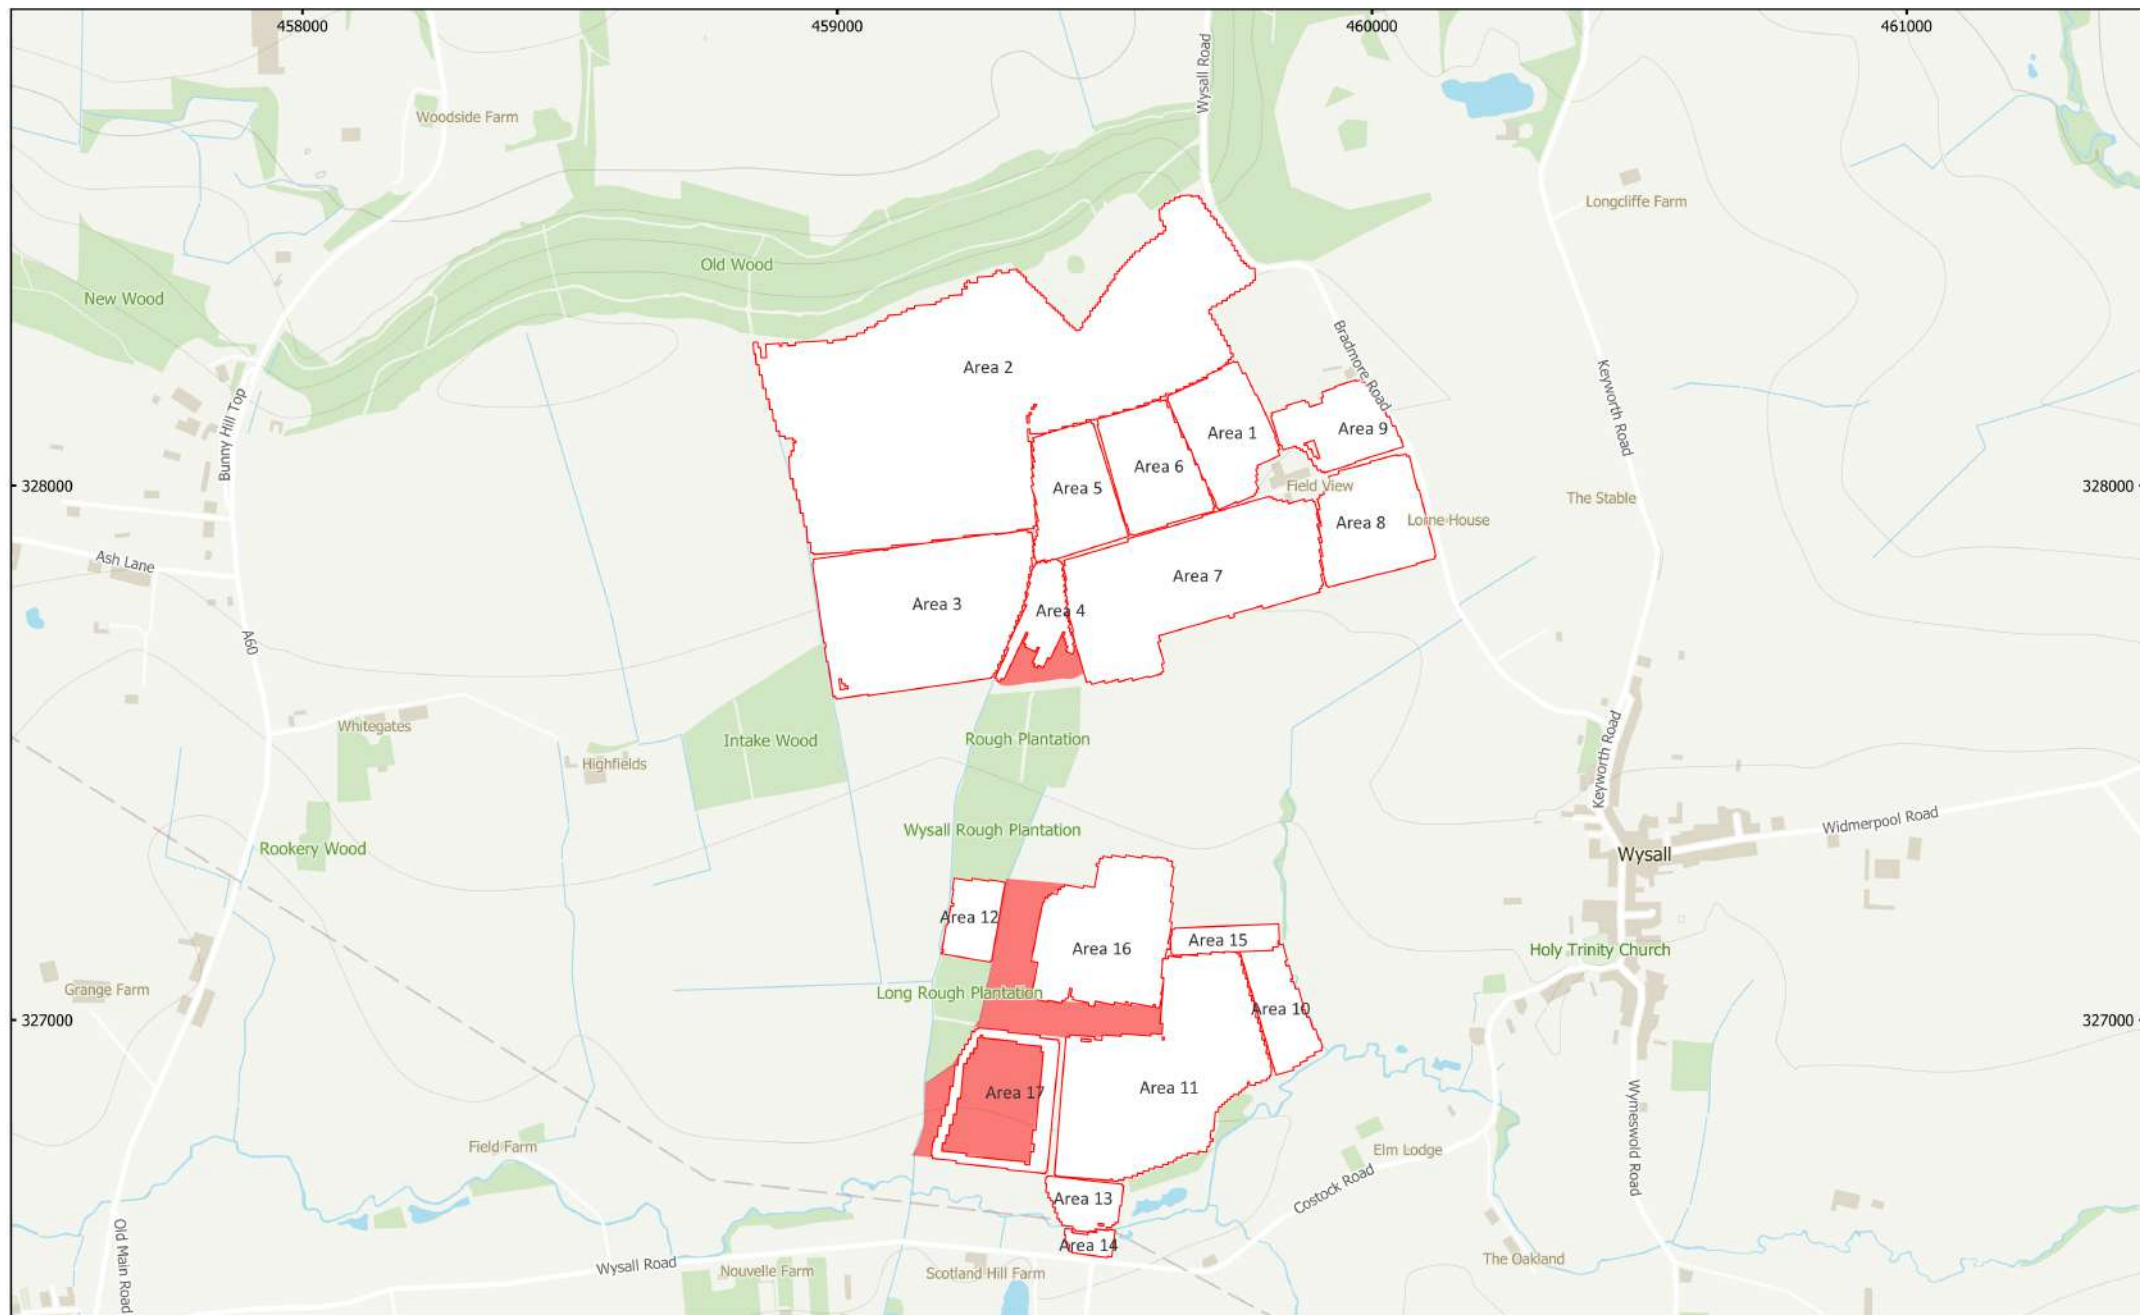 458000
459000
460000
461000
Wysall Road
Woodside Farm
Longcliffe Farm
Old Wood
New Wood
Bradmore Road
Keyworth Road
Area 2
Bunny Hill Top
Area 9
Area 1
Area 6
328000
Area 5
Field View
328000
The Stable
Area 8
Lorne House
Ash Lane
Area 7
Area 3
Area 4
A60
Whitegates
Intake Wood
Rough Plantation
Keyworth Road
Highfields
Wysall Rough Plantation
Widmerpool Road
Rookery Wood
Wysall
Area 12
Area 15
Area 16
Holy Trinity Church
Grange Farm
Long Rough Plantation
Area 10
327000
327000
Area 11
Area 17
Wymeswold Road
Field Farm
Elm Lodge
Costock Road
Area 13
Old Main Road
Area 14
The Oakland
Wysall Road
Nouvelle Farm
Scotland Hill Farm